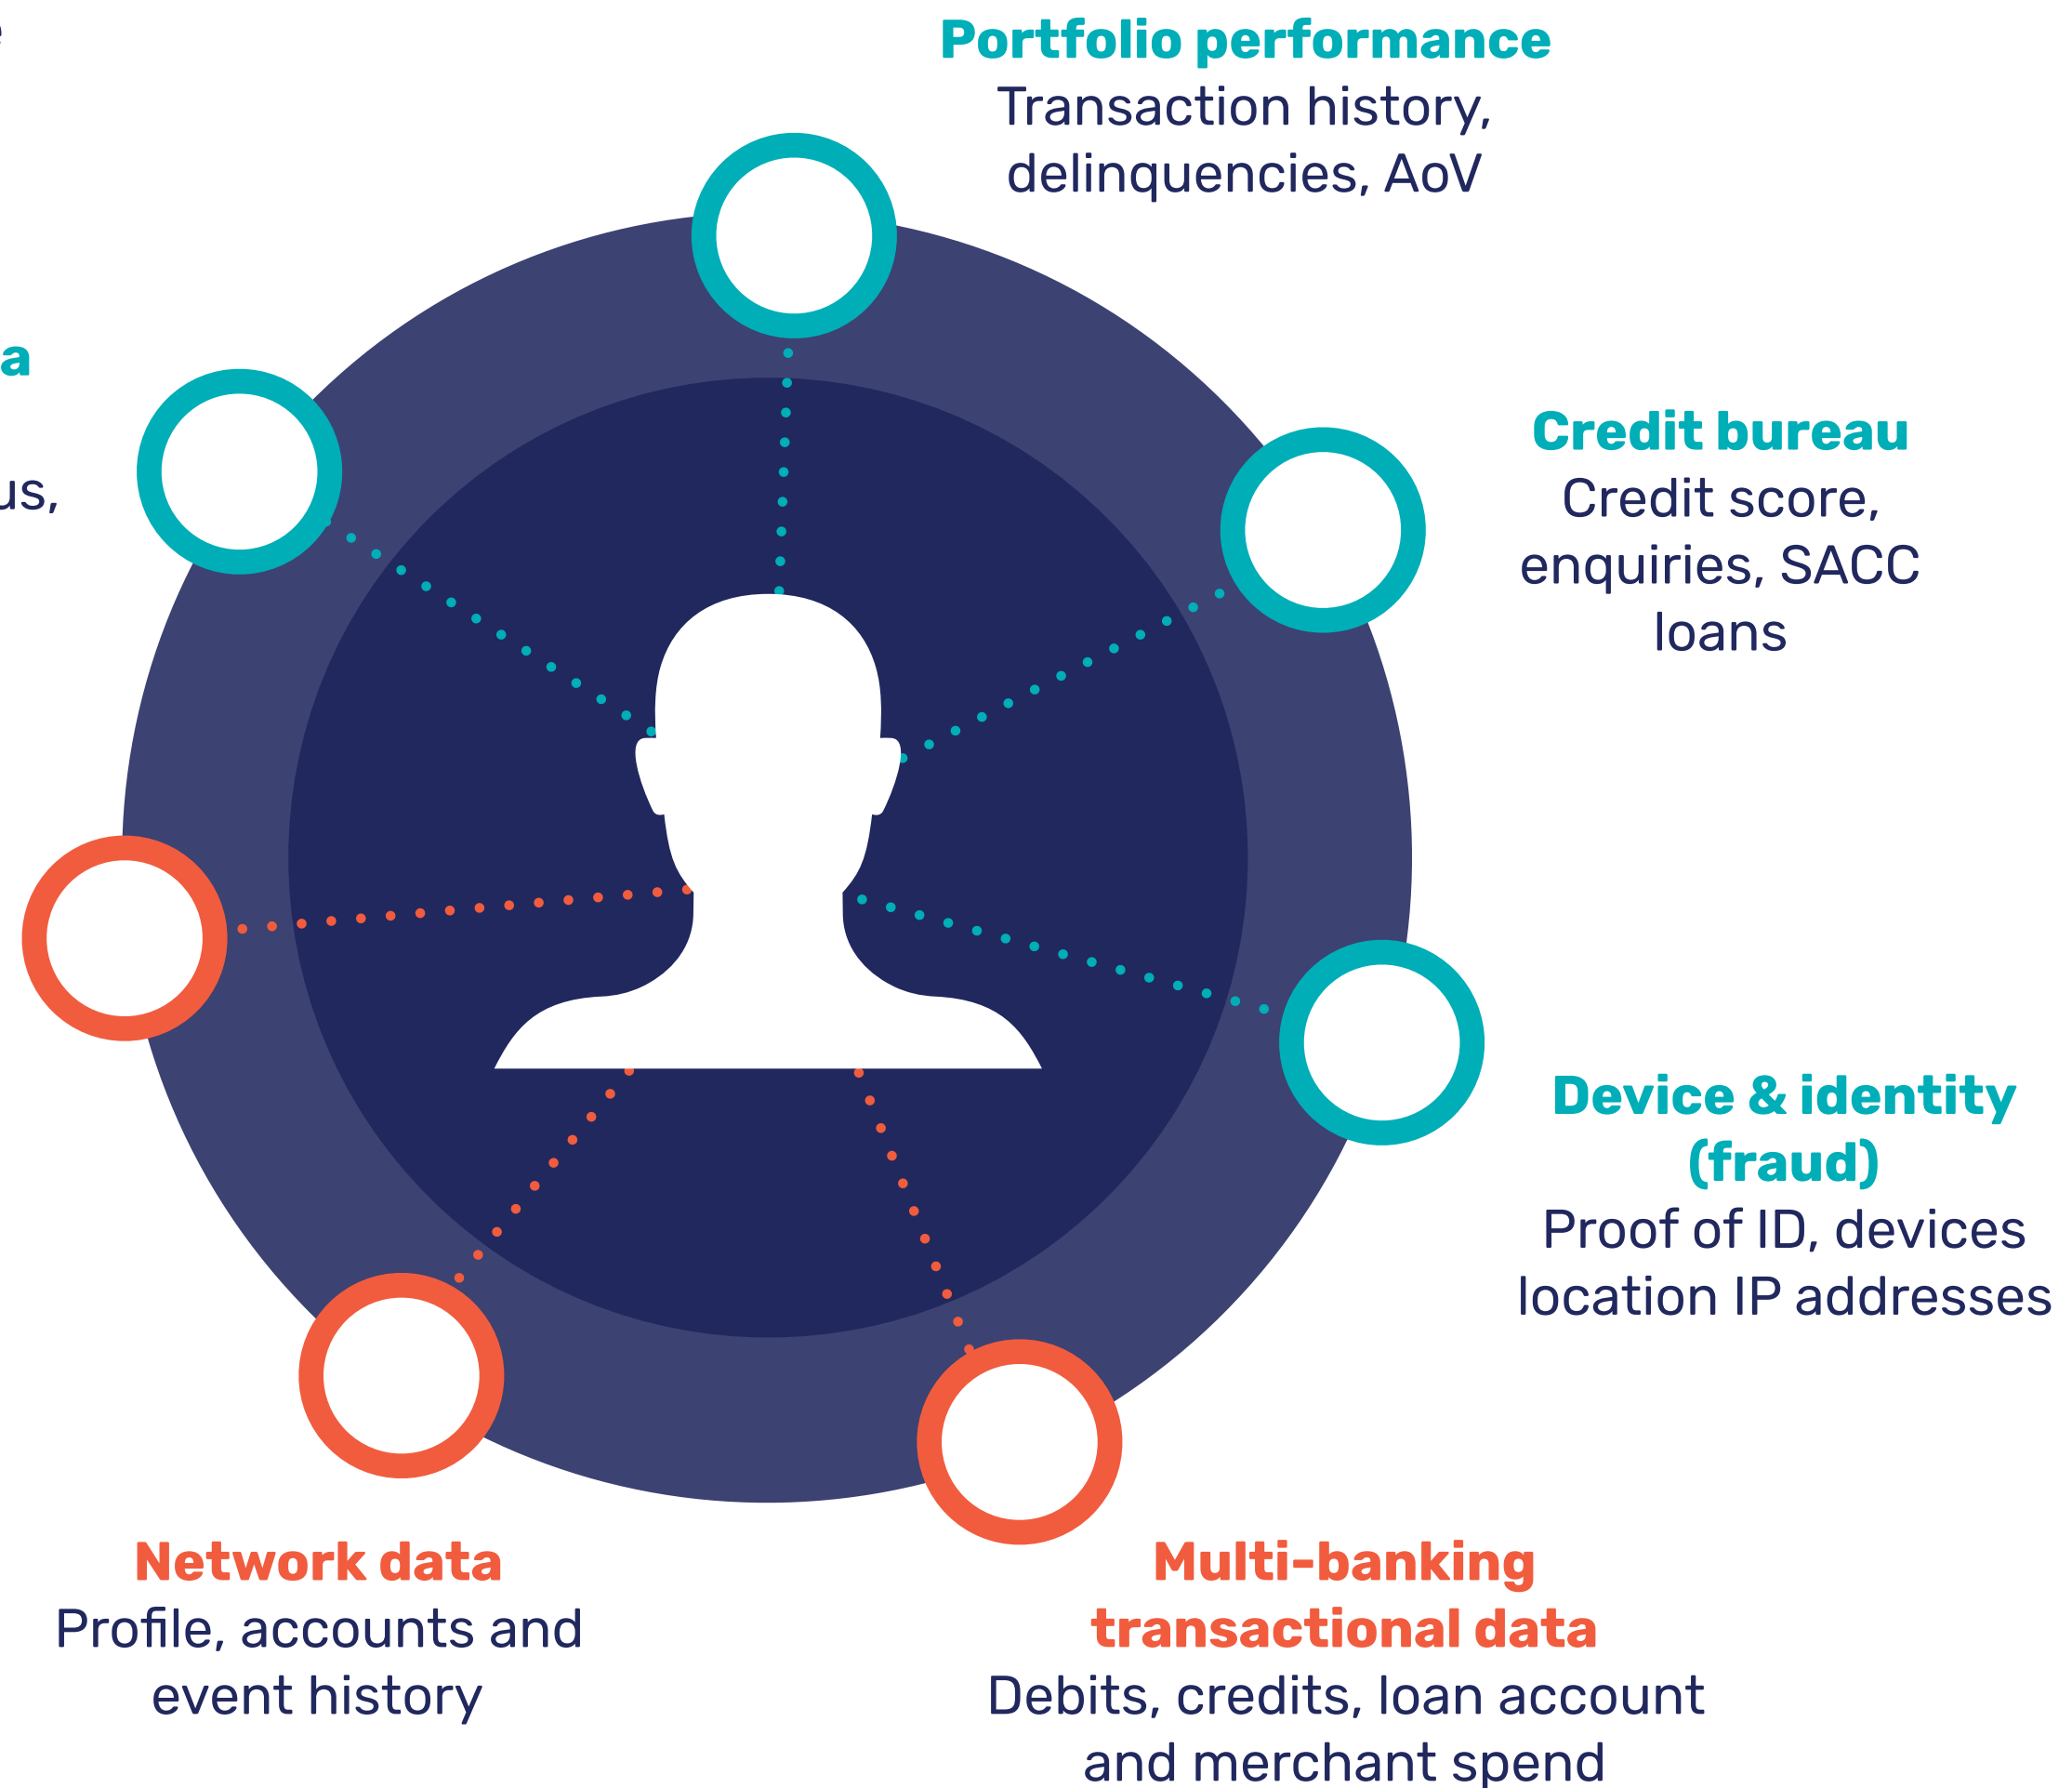 Portfolio performance
Transaction history,
delinquencies, AoV
a
us,
Credit bureau
Credit score,
enquiries, SACC
loans
Device & identity
(fraud)
Proof of ID, devices
location IP addresses
Network data
Profile, accounts and
event history
Multi-banking
transactional data
Debits, credits, loan account
and merchant spend